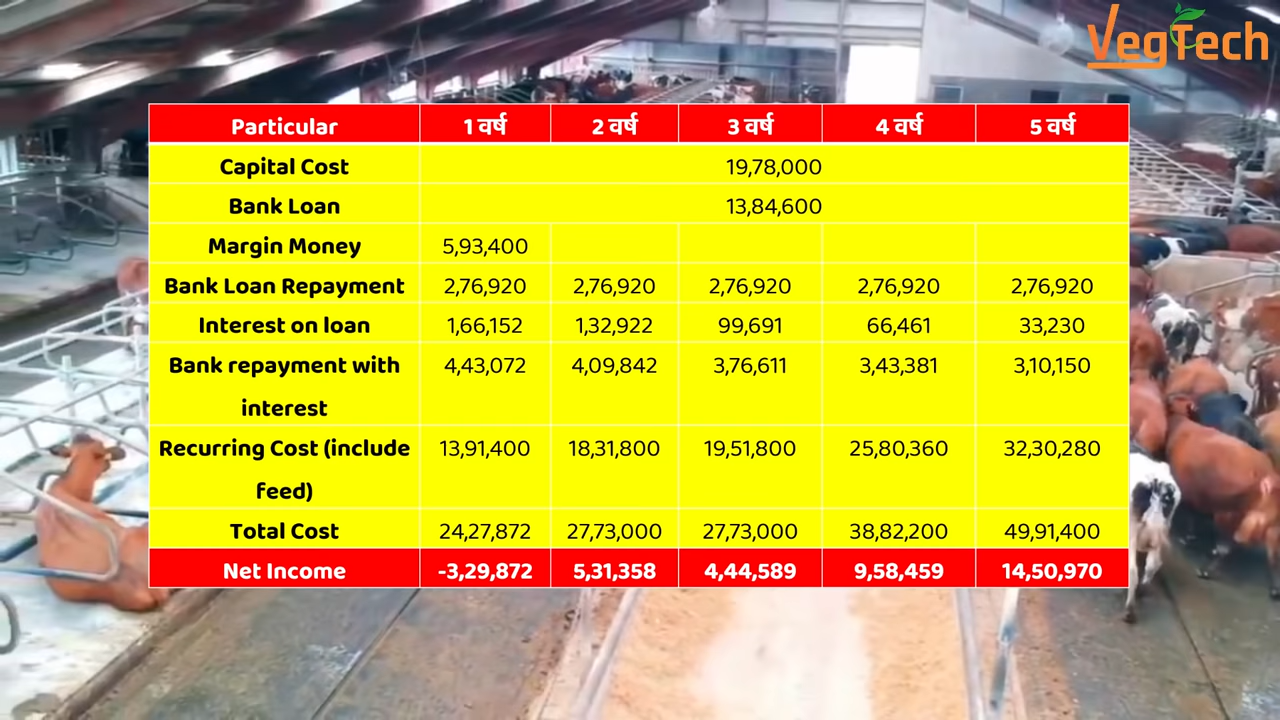 VegTech
Particular 1 वर्ष 2 वर्ष 3 वर्ष 4 वर्ष 5 वर्ष
Capital Cost 19,78,000
Bank Loan 13,84,600
Margin Money 5,93,400
Bank Loan Repayment 2,76,920 2,76,920 2,76,920 2,76,920 2,76,920
Interest on loan 1,66,152 1,32,922 99,691 66,461 33,230
Bank repayment with 4,43,072 4,09,842 3,76,611 3,43,381 3,10,150
interest
Recurring Cost (include 13,91,400 18,31,800 19,51,800 25,80,360 32,30,280
feed)
Total Cost 24,27,872 27,73,000 27,73,000 38,82,200 49,91,400
Net Income -3,29,872 5,31,358 4,44,589 9,58,459 14,50,970